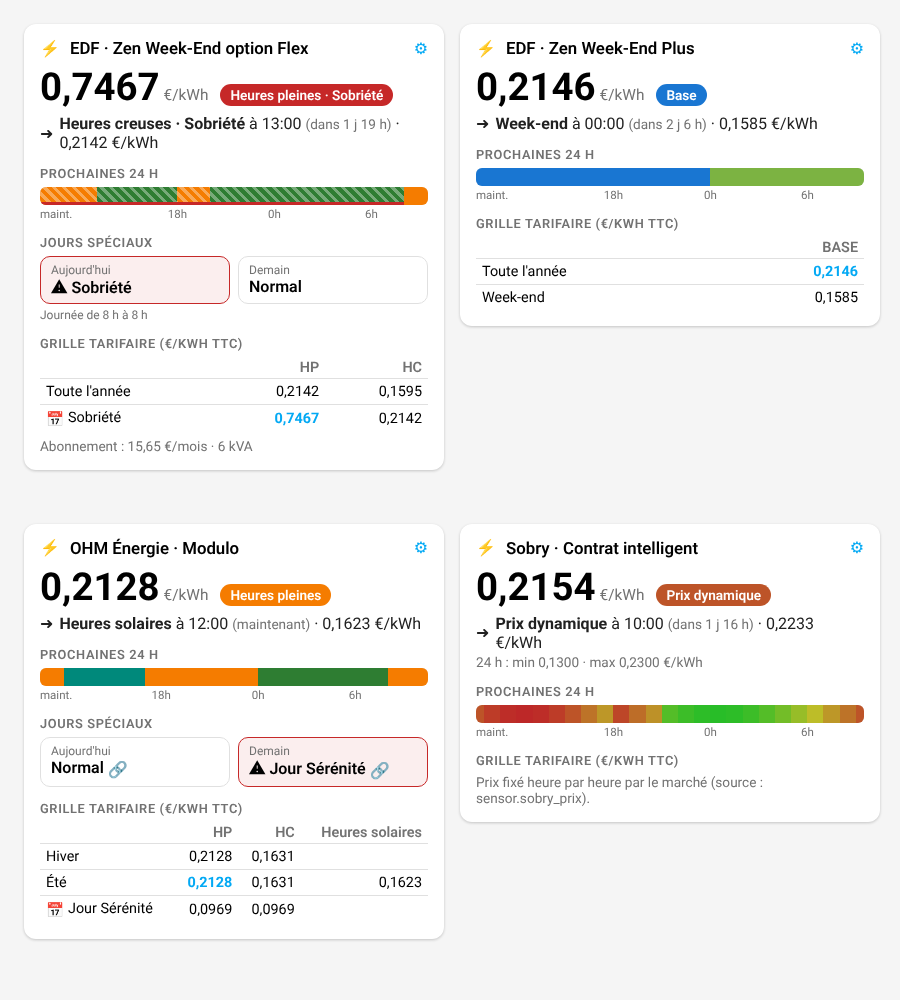 ⚡ EDF · Zen Week-End option Flex ⚙
0,7467 €/kWh Heures pleines · Sobriété
➜ Heures creuses · Sobriété à 13:00 (dans 1 j 19 h) ·
0,2142 €/kWh
PROCHAINES 24 H
maint. 18h 0h 6h
JOURS SPÉCIAUX
Aujourd'hui Demain
⚠ Sobriété Normal
Journée de 8 h à 8 h
GRILLE TARIFAIRE (€/KWH TTC)
HP HC
Toute l'année 0,2142 0,1595
📅 Sobriété 0,7467 0,2142
Abonnement : 15,65 €/mois · 6 kVA
⚡ EDF · Zen Week-End Plus ⚙
0,2146 €/kWh Base
➜ Week-end à 00:00 (dans 2 j 6 h) · 0,1585 €/kWh
PROCHAINES 24 H
maint. 18h 0h 6h
GRILLE TARIFAIRE (€/KWH TTC)
BASE
Toute l'année 0,2146
Week-end 0,1585
⚡ OHM Énergie · Modulo ⚙
0,2128 €/kWh Heures pleines
➜ Heures solaires à 12:00 (maintenant) · 0,1623 €/kWh
PROCHAINES 24 H
maint. 18h 0h 6h
JOURS SPÉCIAUX
Aujourd'hui Demain
Normal 🔗 ⚠ Jour Sérénité 🔗
GRILLE TARIFAIRE (€/KWH TTC)
HP HC Heures solaires
Hiver 0,2128 0,1631
Été 0,2128 0,1631 0,1623
📅 Jour Sérénité 0,0969 0,0969
⚡ Sobry · Contrat intelligent ⚙
0,2154 €/kWh Prix dynamique
➜ Prix dynamique à 10:00 (dans 1 j 16 h) · 0,2233
€/kWh
24 h : min 0,1300 · max 0,2300 €/kWh
PROCHAINES 24 H
maint. 18h 0h 6h
GRILLE TARIFAIRE (€/KWH TTC)
Prix fixé heure par heure par le marché (source :
sensor.sobry_prix).